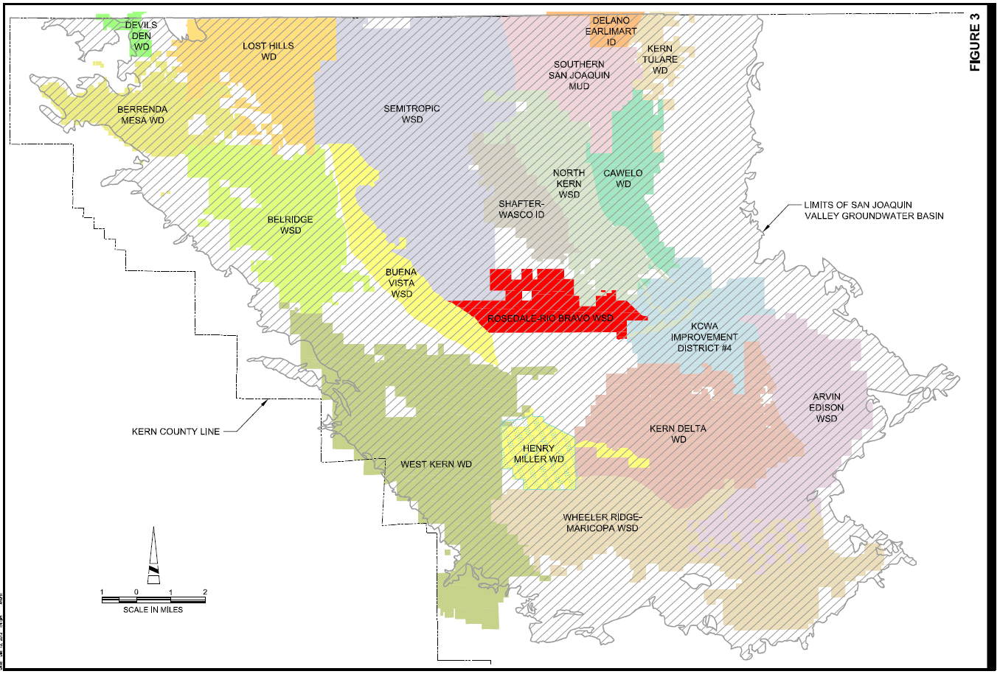 FIGURE 3
DEVILS
DEN
WD
LOST HILLS
WD
DELANO
EARLIMART
ID
KERN
TULARE
WD
SOUTHERN
SAN JOAQUIN
MUD
BERRENDA
MESA WD
SEMITROPIC
WSD
NORTH
KERN
WSD
CAWELO
WD
SHAFTER-
WASCO ID
LIMITS OF SAN JOAQUIN
VALLEY GROUNDWATER BASIN
BELRIDGE
WSD
BUENA
VISTA
WSD
ROSEDALE-RIO BRAVO WSD
KCWA
IMPROVEMENT
DISTRICT #4
ARVIN
EDISON
WSD
KERN COUNTY LINE
KERN DELTA
WD
HENRY
MILLER WD
WEST KERN WD
WHEELER RIDGE-
MARICOPA WSD
1 0 1 2
SCALE IN MILES